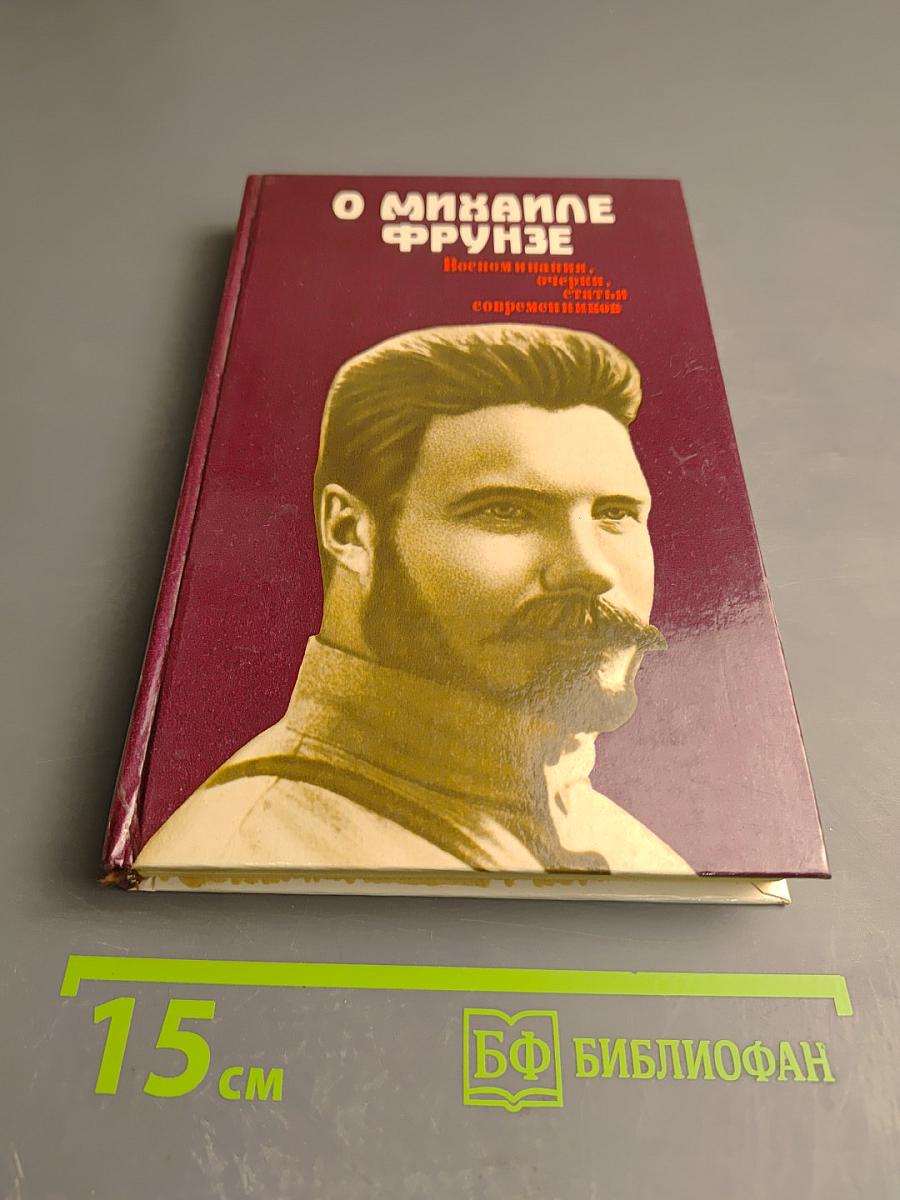 О МИХАИЛЕ
ФРУНЗЕ
Воспоминания,
очерки,
статьи
современников
15 см
БФ БИБЛИОФАН